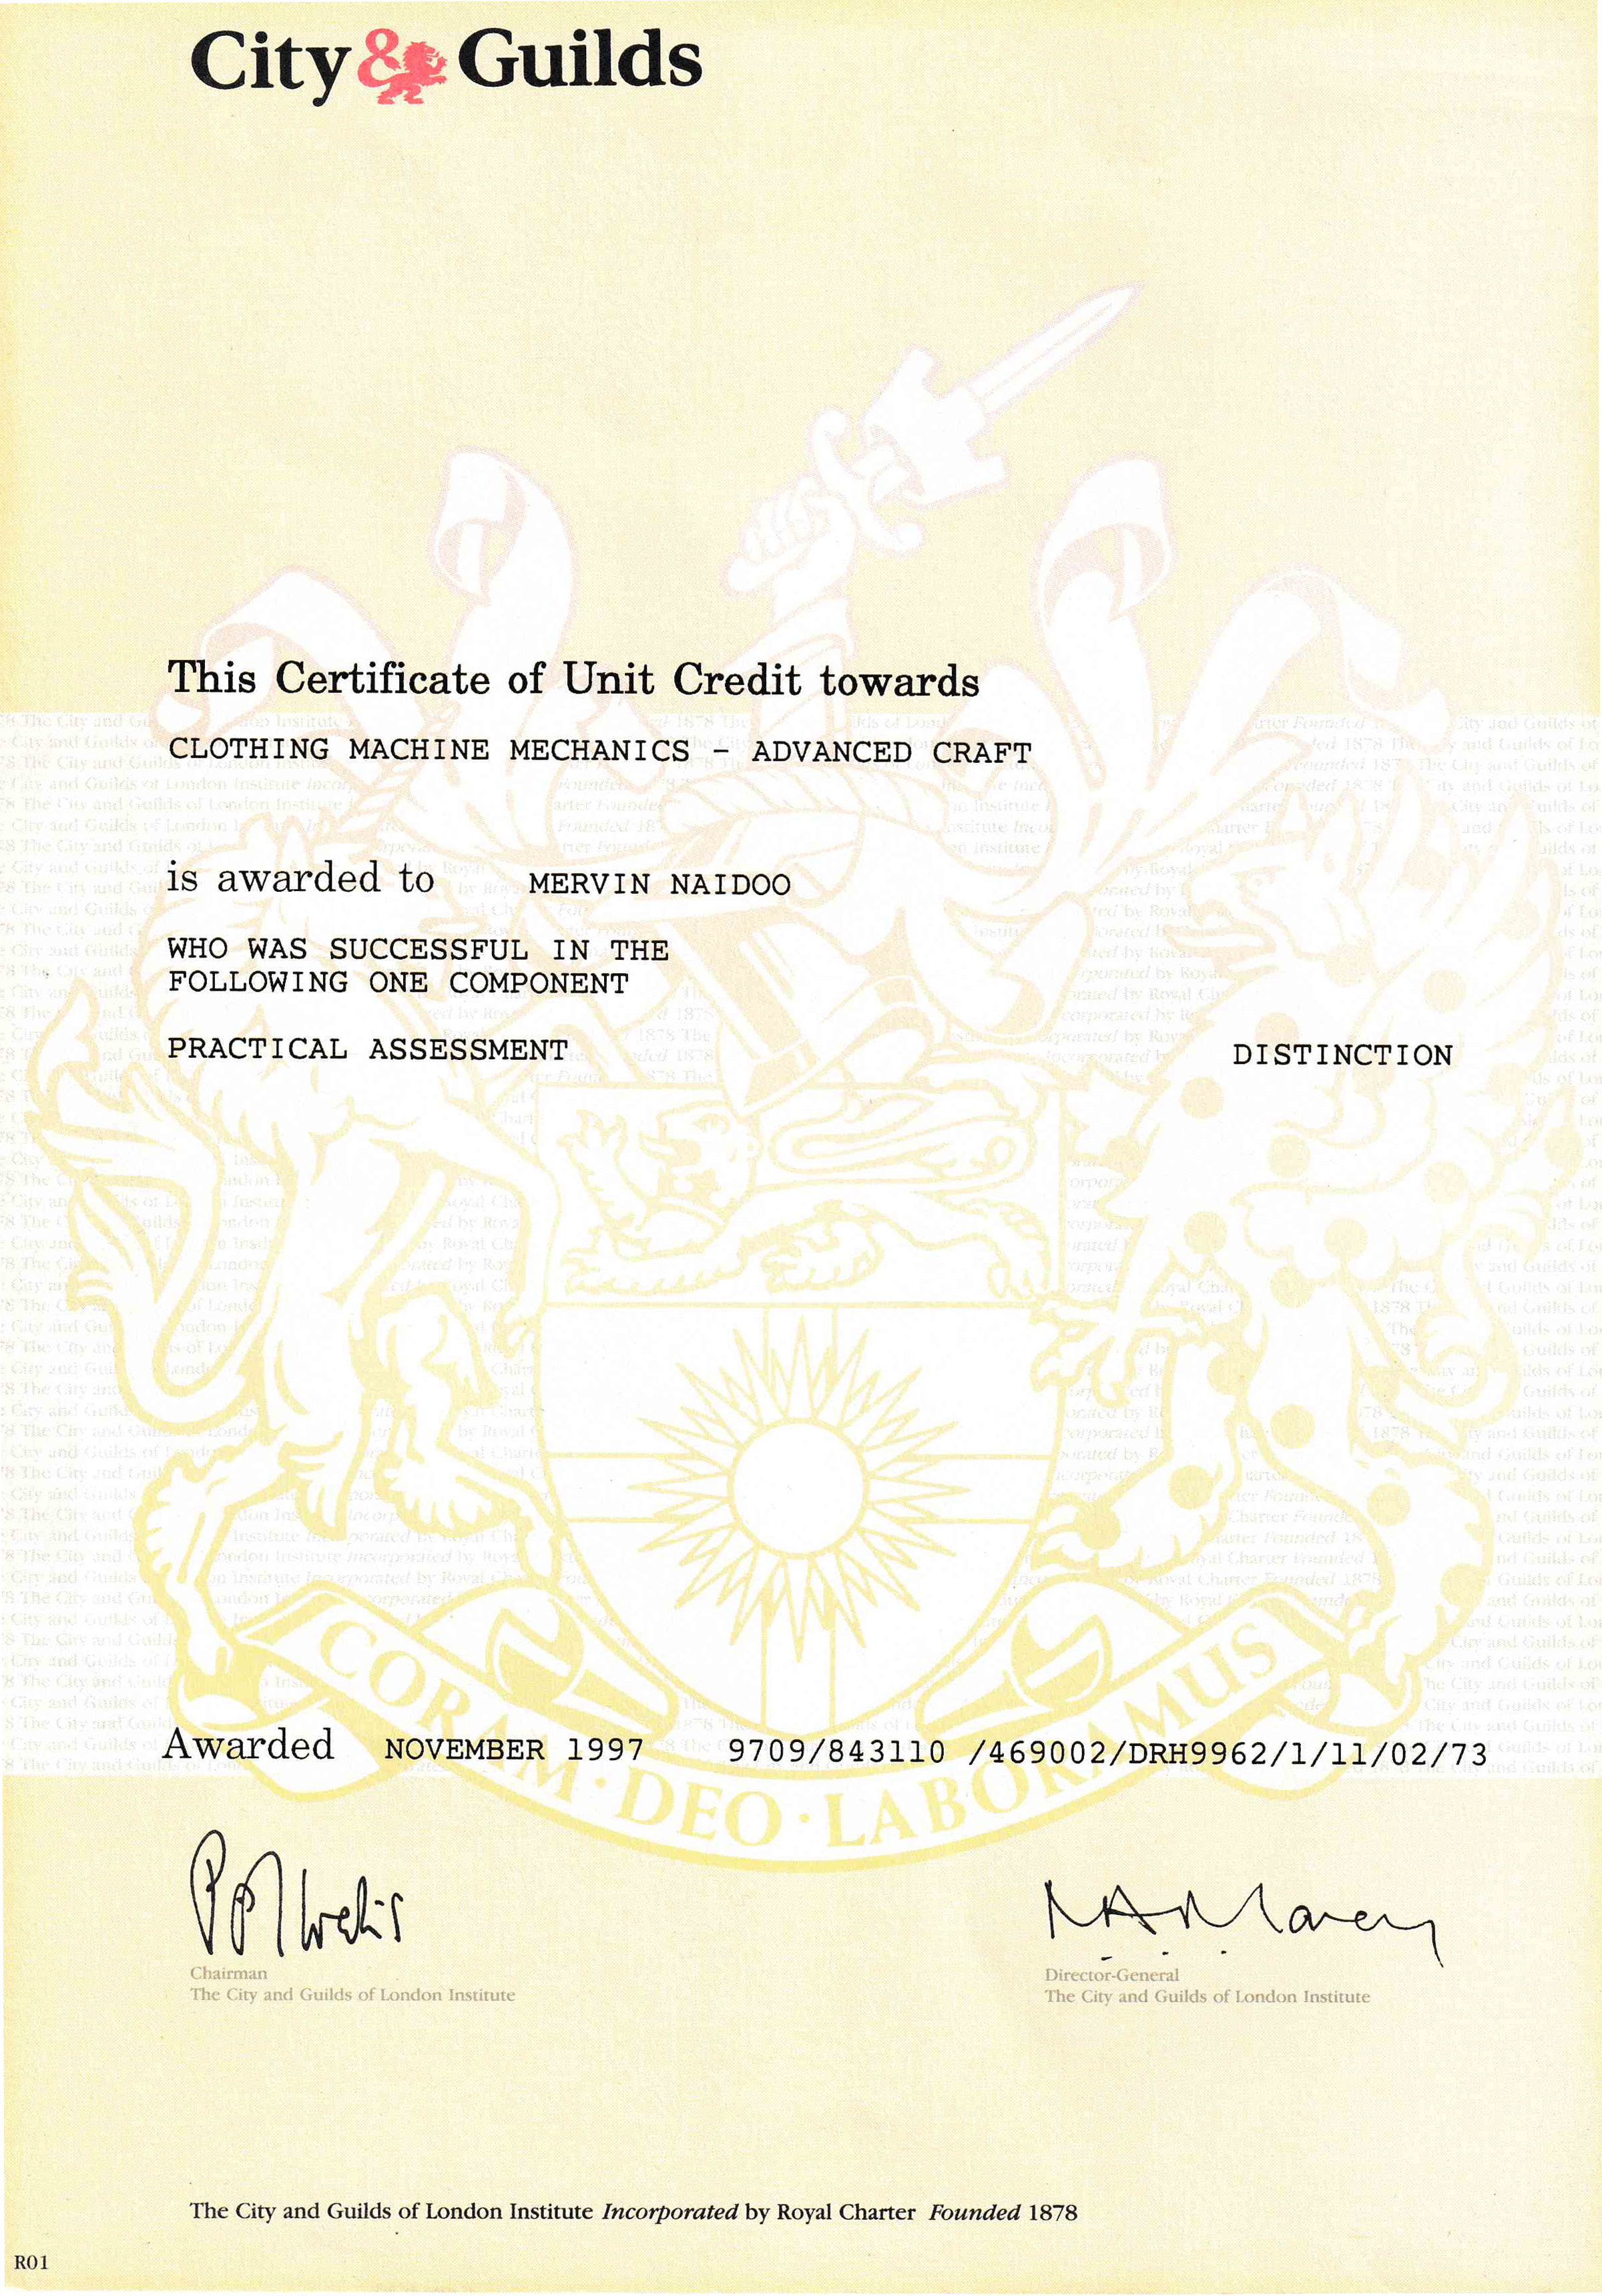 City & Guilds
This Certificate of Unit Credit towards
CLOTHING MACHINE MECHANICS - ADVANCED CRAFT
is awarded to MERVIN NAIDOO
WHO WAS SUCCESSFUL IN THE
FOLLOWING ONE COMPONENT
PRACTICAL ASSESSMENT DISTINCTION
Awarded NOVEMBER 1997 9709/843110 /469002/DRH9962/1/11/02/73
CORAM · DEO · LABORAMUS
Chairman
The City and Guilds of London Institute
Director-General
The City and Guilds of London Institute
The City and Guilds of London Institute Incorporated by Royal Charter Founded 1878
R01